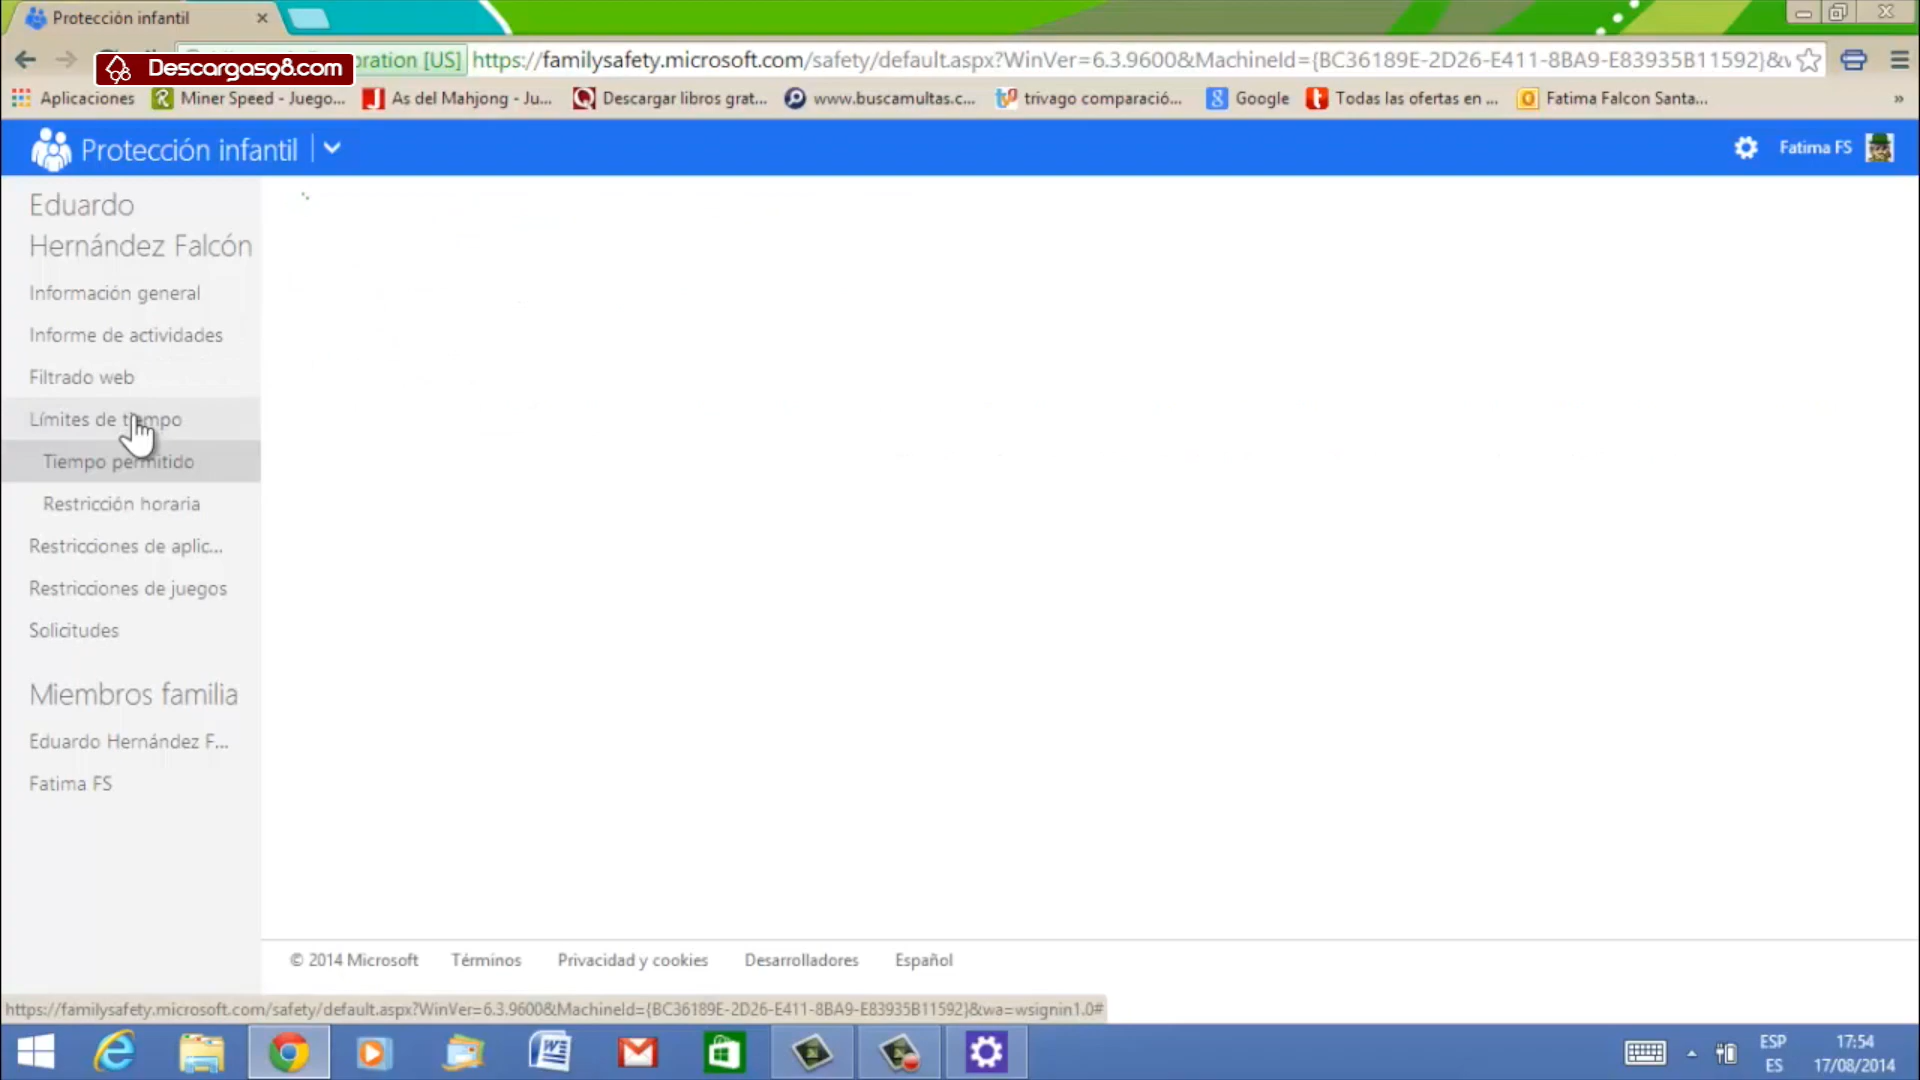 Protección infantil
Descargas98.com
oration [US] https://familysafety.microsoft.com/safety/default.aspx?WinVer=6.3.9600&MachineId={BC36189E-2D26-E411-8BA9-E83935B11592}&v
Aplicaciones Miner Speed - Juego... As del Mahjong - Ju... Descargar libros grat... www.buscamultas.c... trivago comparació... Google Todas las ofertas en ... Fatima Falcon Santa... »
Protección infantil Fatima FS
Eduardo
Hernández Falcón
Información general
Informe de actividades
Filtrado web
Límites de tiempo
Tiempo permitido
Restricción horaria
Restricciones de aplic...
Restricciones de juegos
Solicitudes
Miembros familia
Eduardo Hernández F...
Fatima FS
© 2014 Microsoft Términos Privacidad y cookies Desarrolladores Español
https://familysafety.microsoft.com/safety/default.aspx?WinVer=6.3.9600&MachineId={BC36189E-2D26-E411-8BA9-E83935B11592}&wa=wsignin1.0#
ESP 17:54
ES 17/08/2014